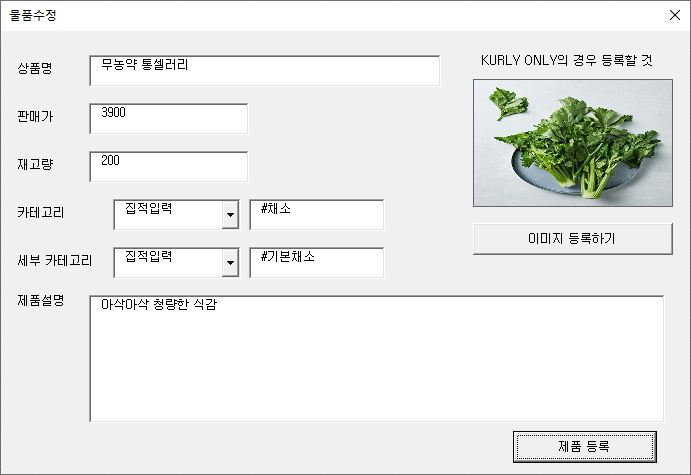 물품수정
상품명 무농약 통셀러리
KURLY ONLY의 경우 등록할 것
판매가 3900
재고량 200
카테고리 집적입력 #채소
이미지 등록하기
세부 카테고리 집적입력 #기본채소
제품설명 아삭아삭 청량한 식감
제품 등록